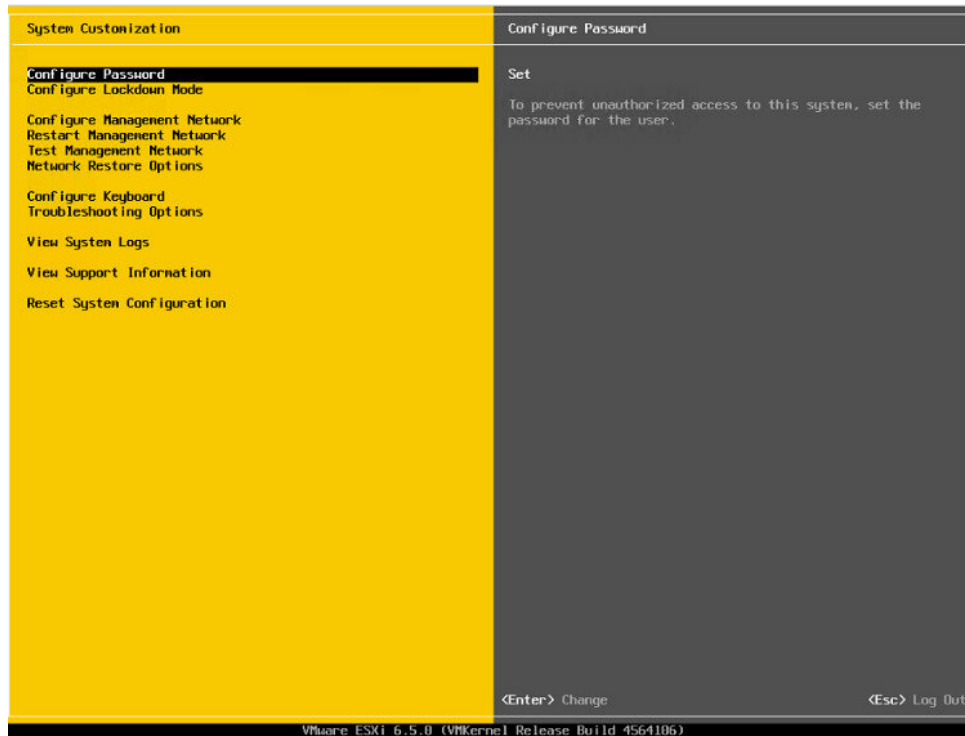 System Customization
Configure Password
Configure Lockdown Mode
Configure Management Network
Restart Management Network
Test Management Network
Network Restore Options
Configure Keyboard
Troubleshooting Options
View System Logs
View Support Information
Reset System Configuration
Configure Password
Set
To prevent unauthorized access to this system, set the
password for the user.
<Enter> Change
<Esc> Log Out
VMware ESXi 6.5.0 (VMKernel Release Build 4564106)